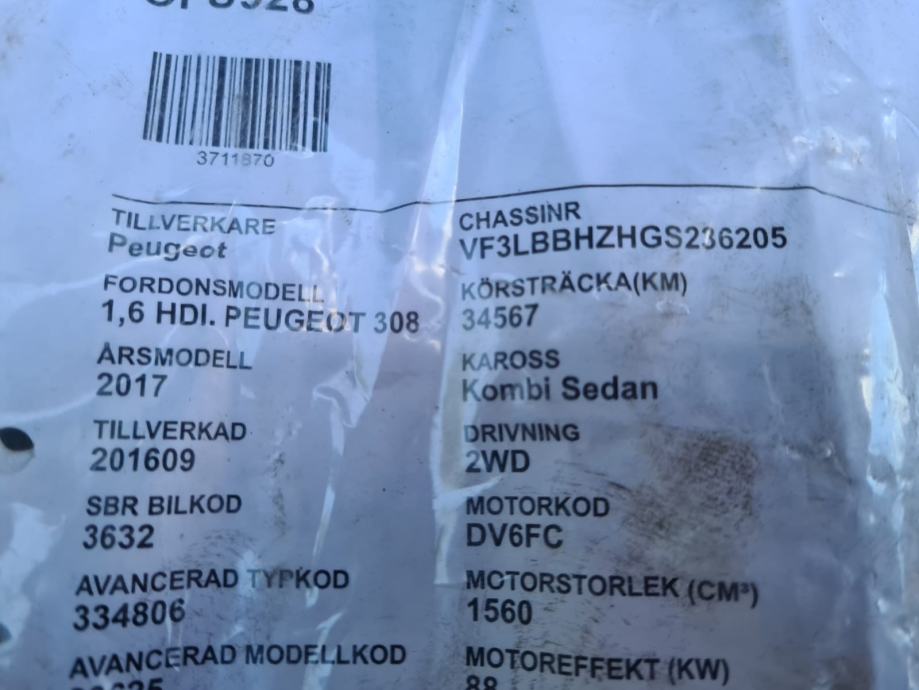 3711870
TILLVERKARE
Peugeot
FORDONSMODELL
1,6 HDI. PEUGEOT 308
ÅRSMODELL
2017
TILLVERKAD
201609
SBR BILKOD
3632
AVANCERAD TYPKOD
334806
AVANCERAD MODELLKOD
CHASSINR
VF3LBBHZHGS236205
KÖRSTRÄCKA(KM)
34567
KAROSS
Kombi Sedan
DRIVNING
2WD
MOTORKOD
DV6FC
MOTORSTORLEK (CM³)
1560
MOTOREFFEKT (KW)
88